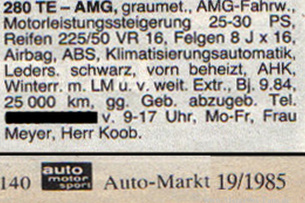 280 TE – AMG, graumet., AMG-Fahrw.,
Motorleistungssteigerung 25-30 PS,
Reifen 225/50 VR 16, Felgen 8 J x 16,
Airbag, ABS, Klimatisierungsautomatik,
Leders. schwarz, vorn beheizt, AHK,
Winterr. m. LM u. v. weit. Extr., Bj. 9.84,
25 000 km, gg. Geb. abzugeb. Tel.
v. 9-17 Uhr, Mo-Fr, Frau
Meyer, Herr Koob.
140 auto motor sport Auto-Markt 19/1985